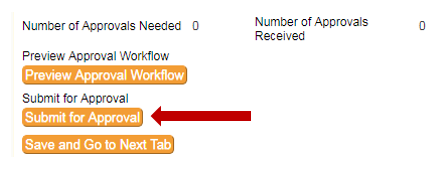 Number of Approvals Needed 0
Number of Approvals Received 0
Preview Approval Workflow
Preview Approval Workflow
Submit for Approval
Submit for Approval
Save and Go to Next Tab